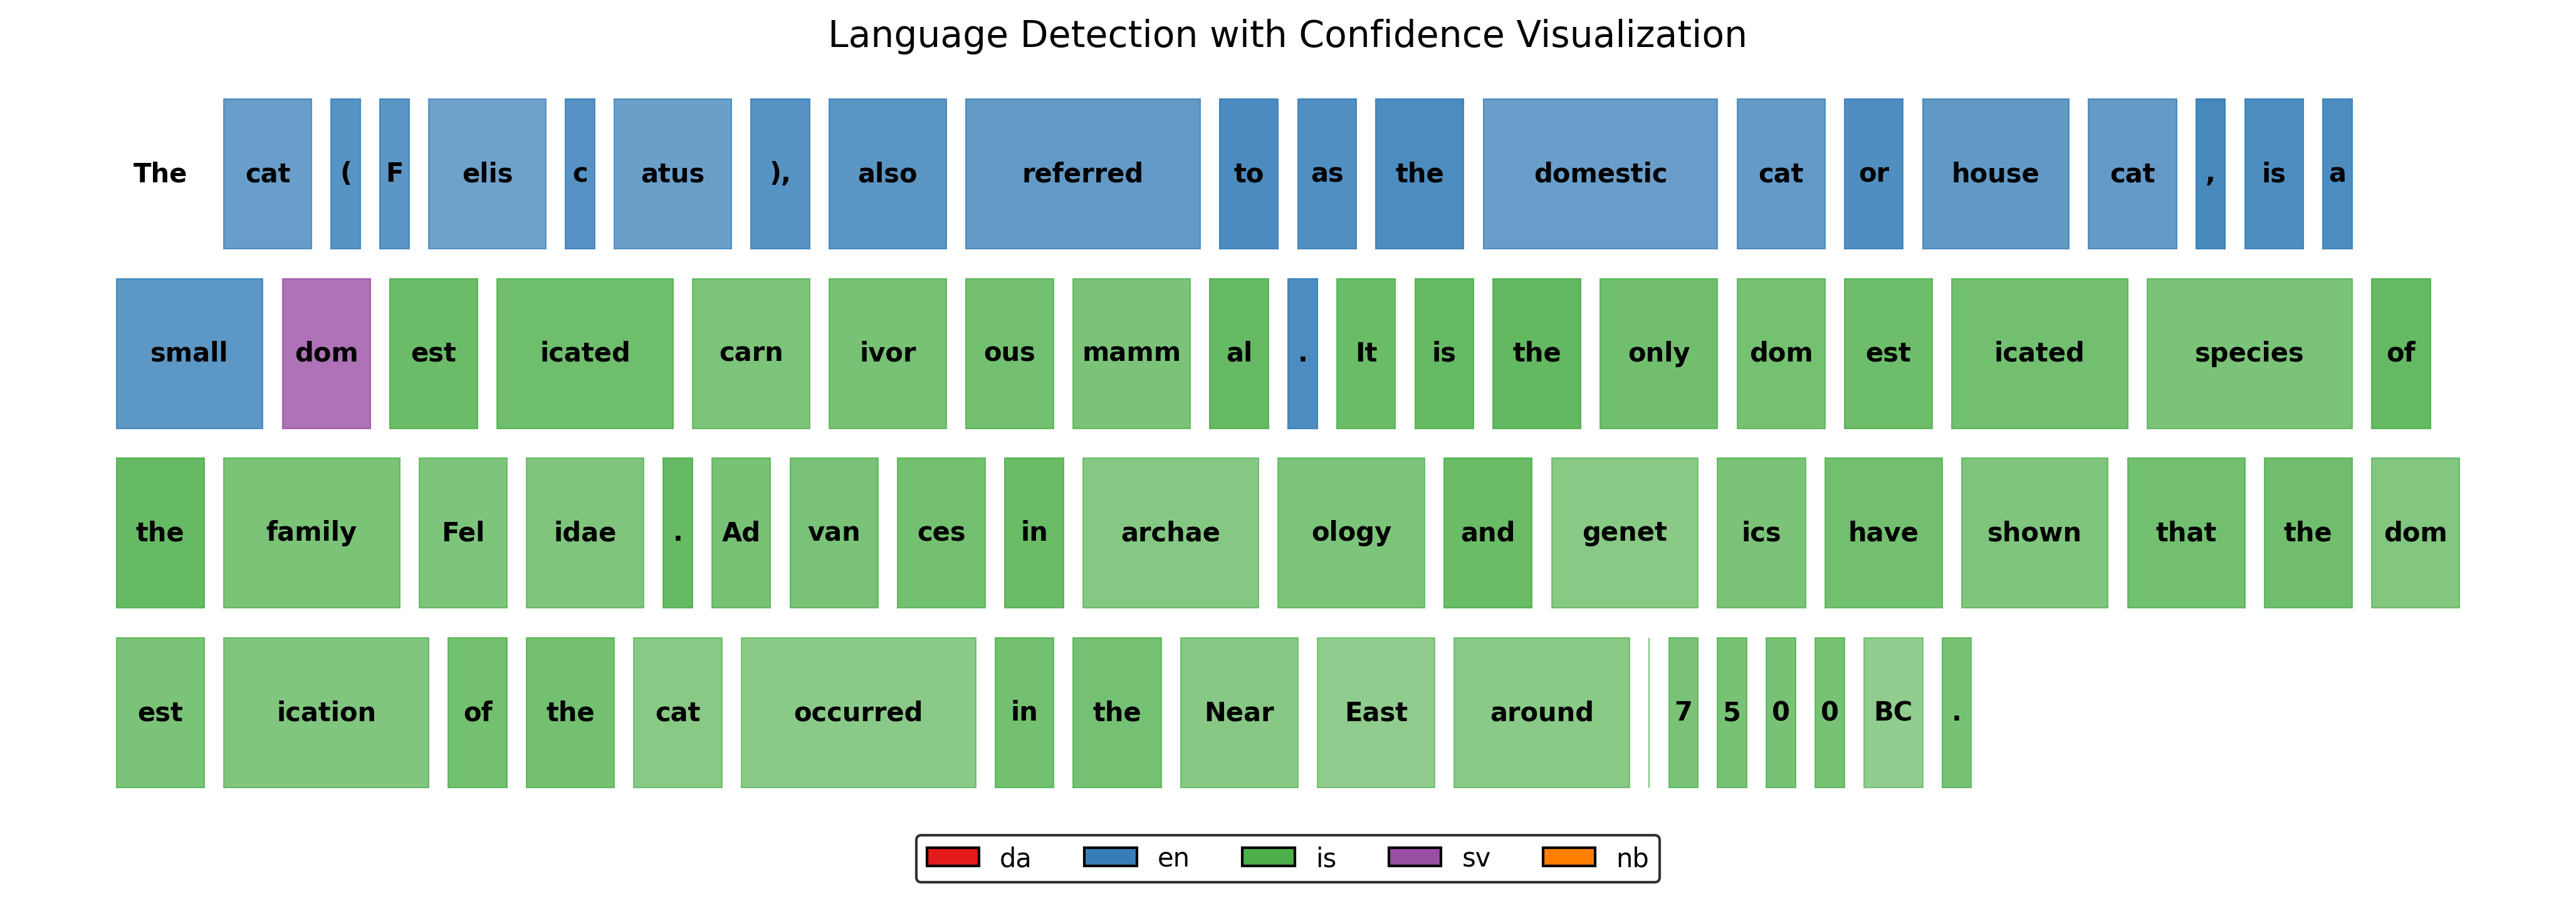 Language Detection with Confidence Visualization
The cat ( F elis c atus ), also referred to as the domestic cat or house cat , is a
small dom est icated carn ivor ous mamm al . It is the only dom est icated species of
the family Fel idae . Ad van ces in archae ology and genet ics have shown that the dom
est ication of the cat occurred in the Near East around 7 5 0 0 BC .
da en is sv nb